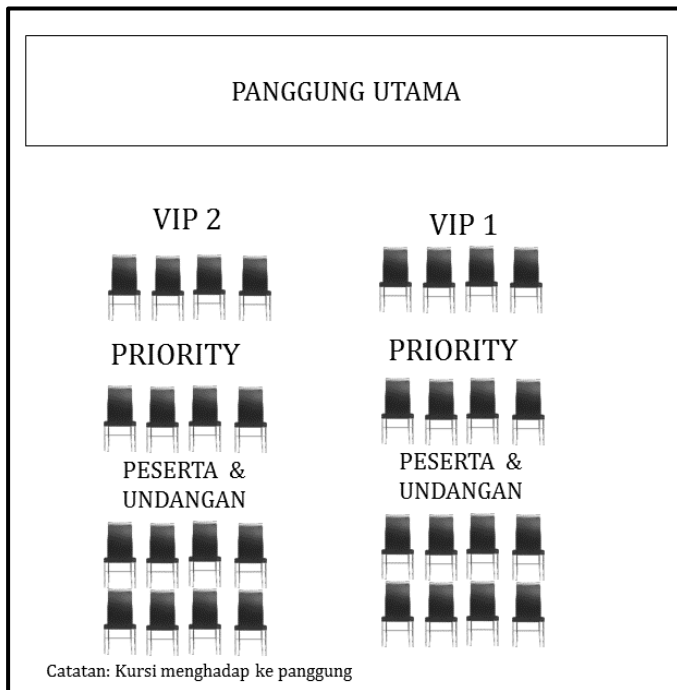 PANGGUNG UTAMA
VIP 2
VIP 1
PRIORITY
PRIORITY
PESERTA & 
UNDANGAN
PESERTA & 
UNDANGAN
Catatan: Kursi menghadap ke panggung